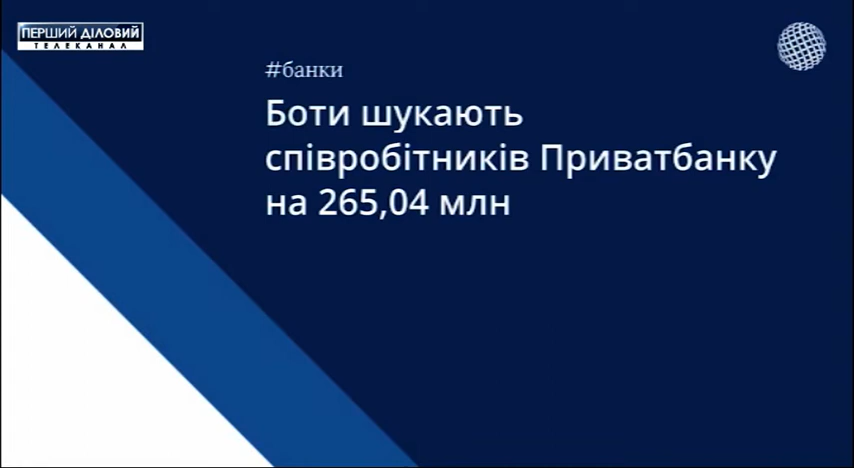 ПЕРШИЙ ДІЛОВИЙ
ТЕЛЕКАНАЛ
#банки
Боти шукають
співробітників Приватбанку
на 265,04 млн